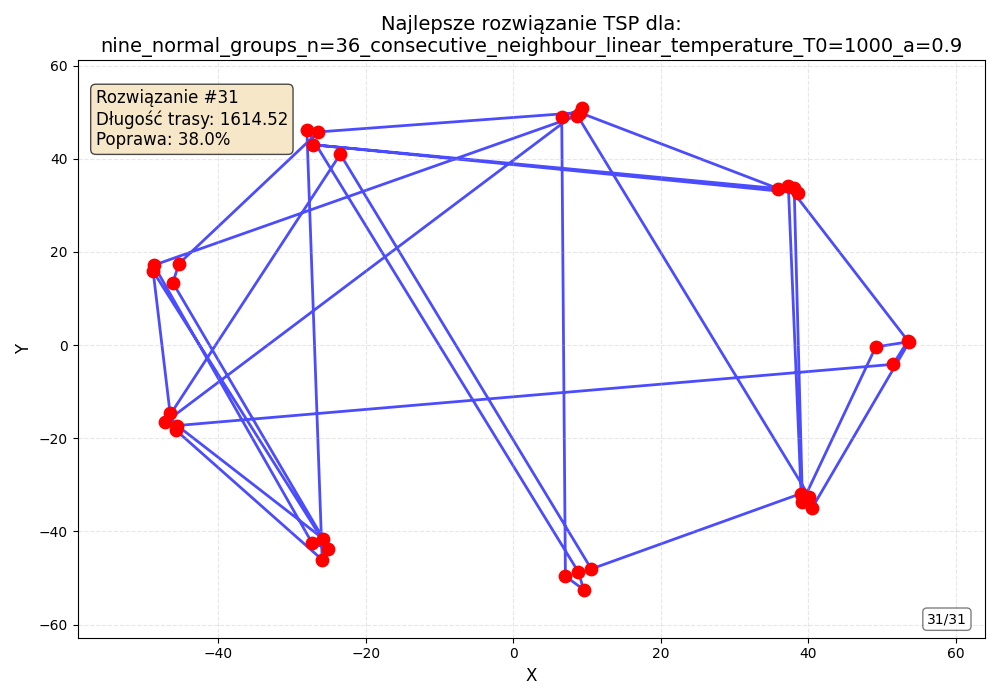 Najlepsze rozwiązanie TSP dla:
nine_normal_groups_n=36_consecutive_neighbour_linear_temperature_T0=1000_a=0.9
Rozwiązanie #31
Długość trasy: 1614.52
Poprawa: 38.0%
60
40
20
0
−20
−40
−60
Y
31/31
−40
−20
0
20
40
60
X